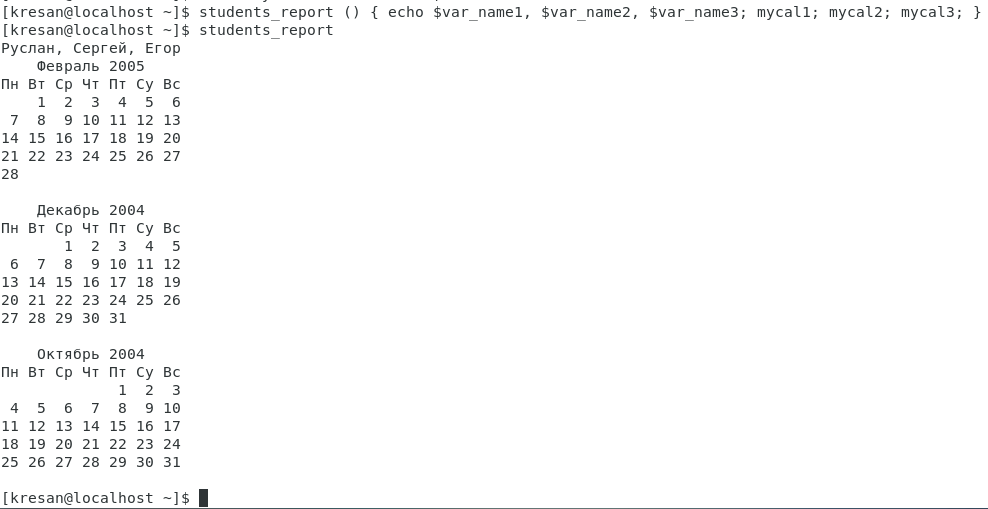 [kresan@localhost ~]$ students_report () { echo $var_name1, $var_name2, $var_name3; mycal1; mycal2; mycal3; }
[kresan@localhost ~]$ students_report
Руслан, Сергей, Егор
    Февраль 2005
Пн Вт Ср Чт Пт Су Вс
    1  2  3  4  5  6
 7  8  9 10 11 12 13
14 15 16 17 18 19 20
21 22 23 24 25 26 27
28
    Декабрь 2004
Пн Вт Ср Чт Пт Су Вс
       1  2  3  4  5
 6  7  8  9 10 11 12
13 14 15 16 17 18 19
20 21 22 23 24 25 26
27 28 29 30 31
    Октябрь 2004
Пн Вт Ср Чт Пт Су Вс
             1  2  3
 4  5  6  7  8  9 10
11 12 13 14 15 16 17
18 19 20 21 22 23 24
25 26 27 28 29 30 31
[kresan@localhost ~]$